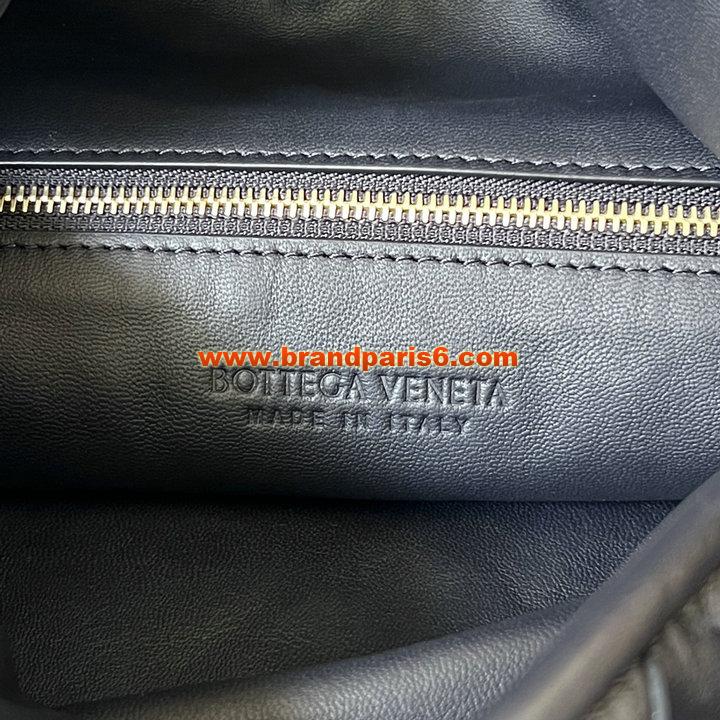 www.brandparis6.com
BOTTEGA VENETA
MADE IN ITALY